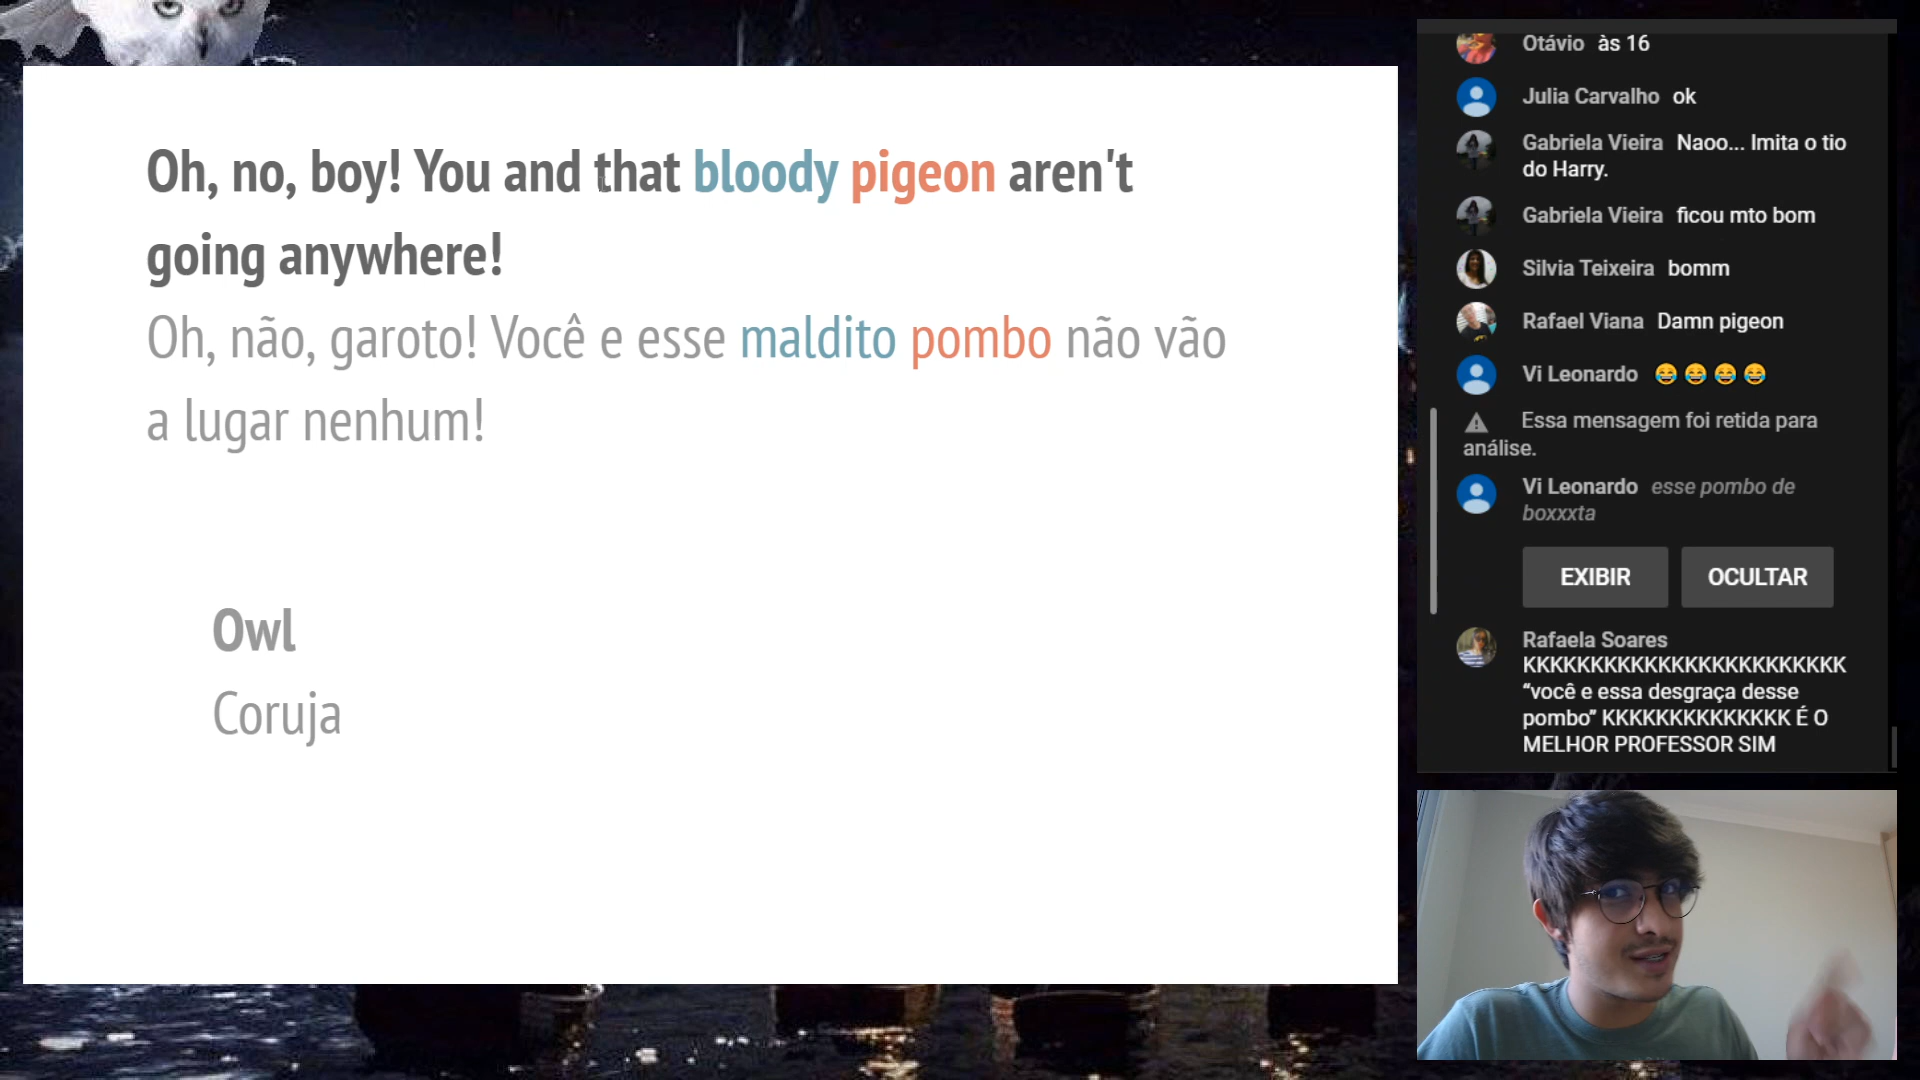 Oh, no, boy! You and that bloody pigeon aren't
going anywhere!
Oh, não, garoto! Você e esse maldito pombo não vão
a lugar nenhum!
Owl
Coruja
Otávio às 16
Julia Carvalho ok
Gabriela Vieira Naoo... Imita o tio
do Harry.
Gabriela Vieira ficou mto bom
Silvia Teixeira bomm
Rafael Viana Damn pigeon
Vi Leonardo 😂😂😂😂
Essa mensagem foi retida para
análise.
Vi Leonardo esse pombo de
boxxxta
EXIBIR OCULTAR
Rafaela Soares
KKKKKKKKKKKKKKKKKKKKKKKK
“você e essa desgraça desse
pombo” KKKKKKKKKKKKKK É O
MELHOR PROFESSOR SIM